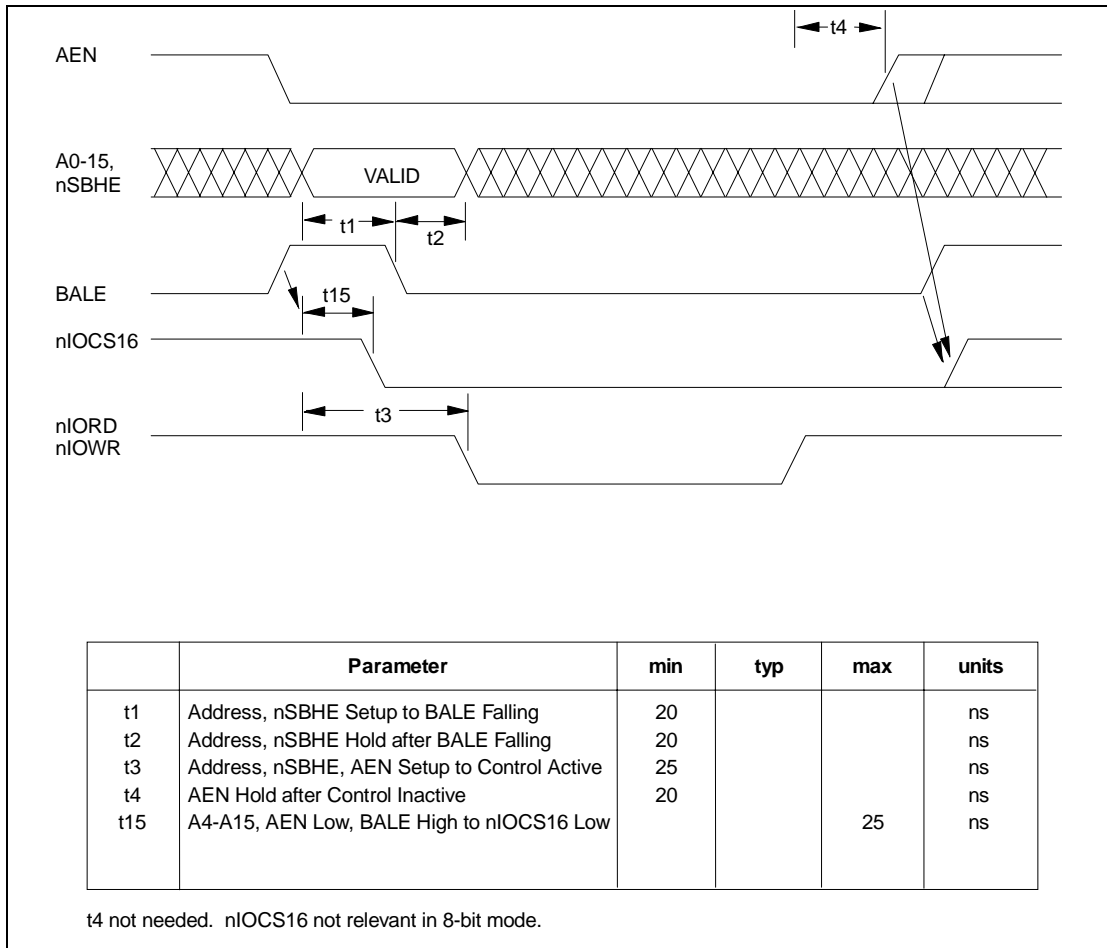 t4
AEN
A0-15,
nSBHE
VALID
t1
t2
BALE
t15
nIOCS16
t3
nIORD
nIOWR
Parameter min typ max units
t1 Address, nSBHE Setup to BALE Falling 20 ns
t2 Address, nSBHE Hold after BALE Falling 20 ns
t3 Address, nSBHE, AEN Setup to Control Active 25 ns
t4 AEN Hold after Control Inactive 20 ns
t15 A4-A15, AEN Low, BALE High to nIOCS16 Low 25 ns
t4 not needed. nIOCS16 not relevant in 8-bit mode.